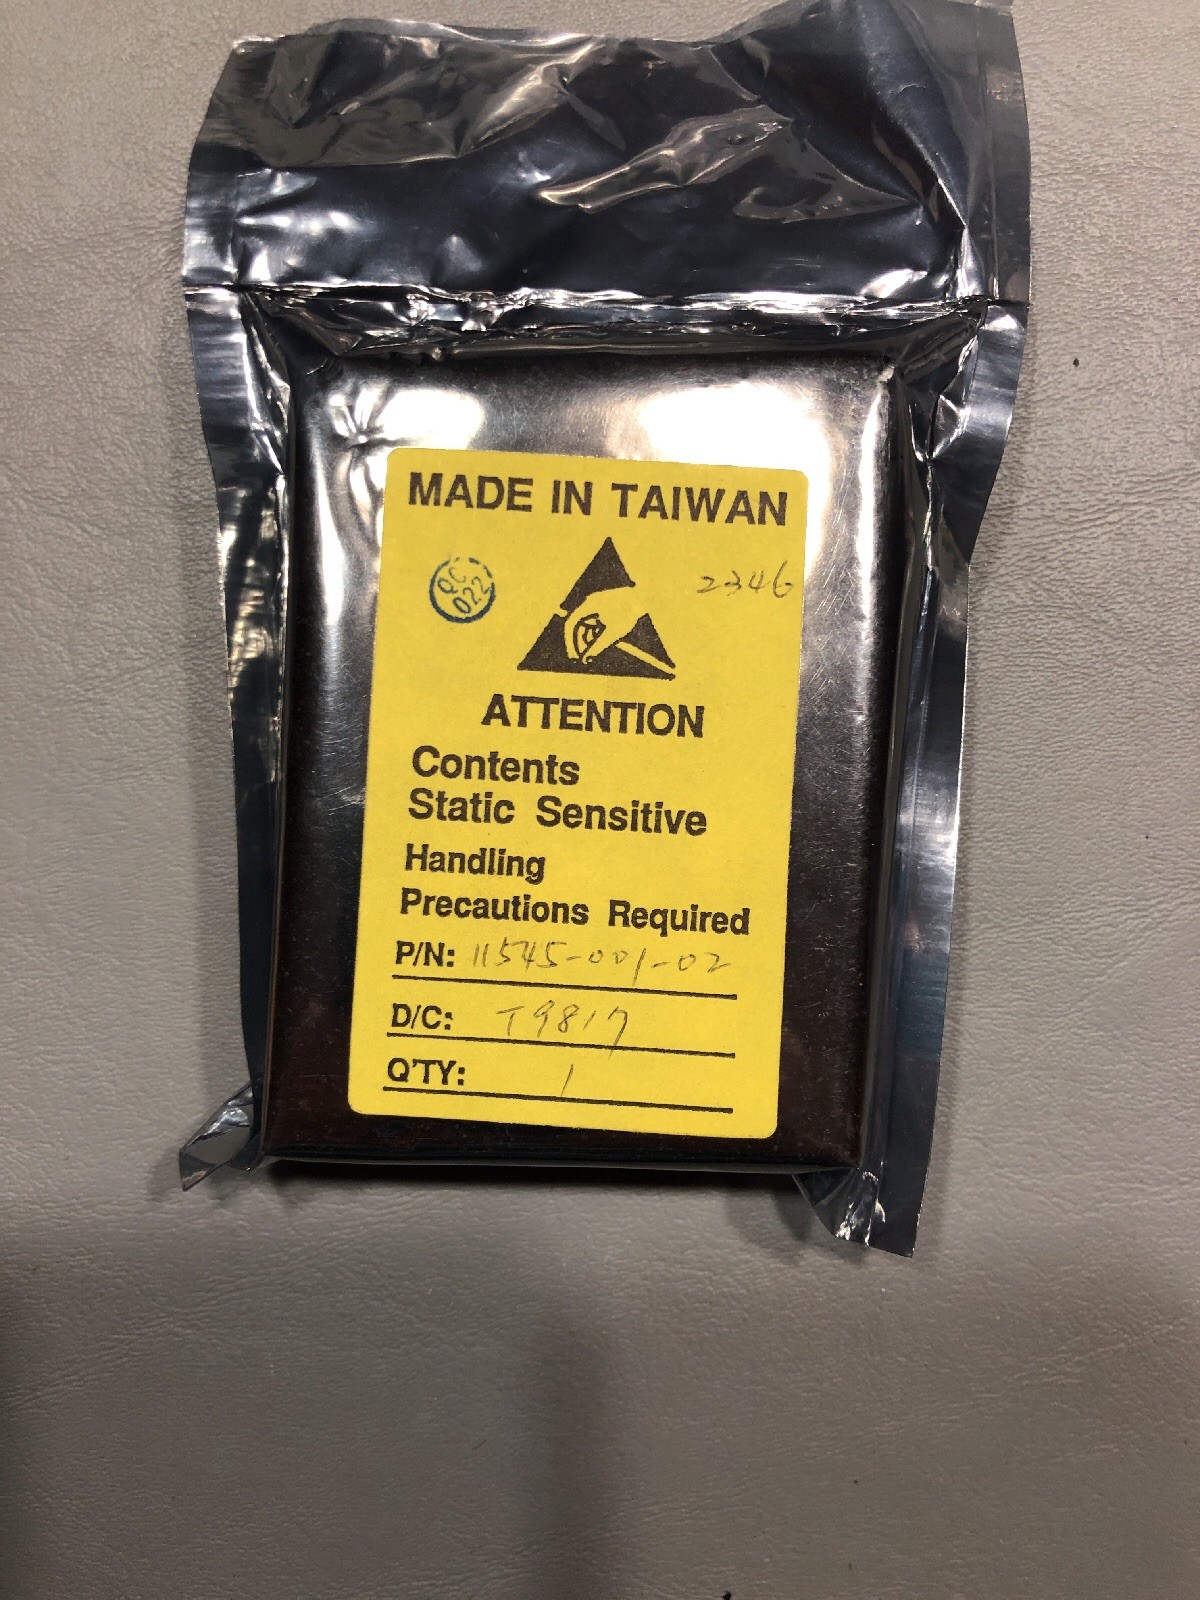 MADE IN TAIWAN
QC
022
2346
ATTENTION
Contents
Static Sensitive
Handling
Precautions Required
P/N: 11545-001-02
D/C: T9817
Q'TY: 1